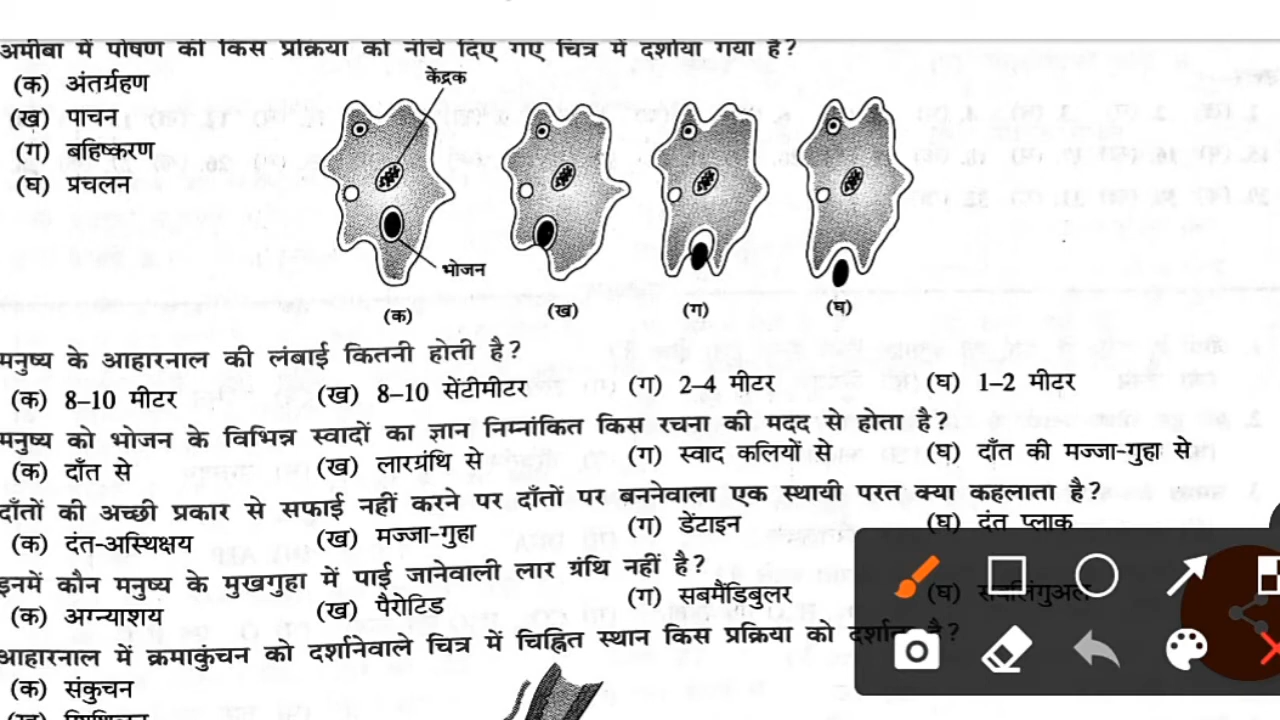 अमीबा में पोषण की किस प्रक्रिया को नीचे दिए गए चित्र में दर्शाया गया है?
(क) अंतर्ग्रहण
(ख) पाचन
(ग) बहिष्करण
(घ) प्रचलन
केंद्रक
भोजन
(क) (ख) (ग) (घ)
मनुष्य के आहारनाल की लंबाई कितनी होती है?
(क) 8–10 मीटर (ख) 8–10 सेंटीमीटर (ग) 2–4 मीटर (घ) 1–2 मीटर
मनुष्य को भोजन के विभिन्न स्वादों का ज्ञान निम्नांकित किस रचना की मदद से होता है?
(क) दाँत से (ख) लारग्रंथि से (ग) स्वाद कलियों से (घ) दाँत की मज्जा-गुहा से
दाँतों की अच्छी प्रकार से सफाई नहीं करने पर दाँतों पर बननेवाला एक स्थायी परत क्या कहलाता है?
(क) दंत-अस्थिक्षय (ख) मज्जा-गुहा (ग) डेंटाइन (घ) दंत प्लाक
इनमें कौन मनुष्य के मुखगुहा में पाई जानेवाली लार ग्रंथि नहीं है?
(क) अग्न्याशय (ख) पैरोटिड (ग) सबमैंडिबुलर (घ)
आहारनाल में क्रमाकुंचन को दर्शानेवाले चित्र में चिह्नित स्थान किस प्रक्रिया को है?
(क) संकुचन